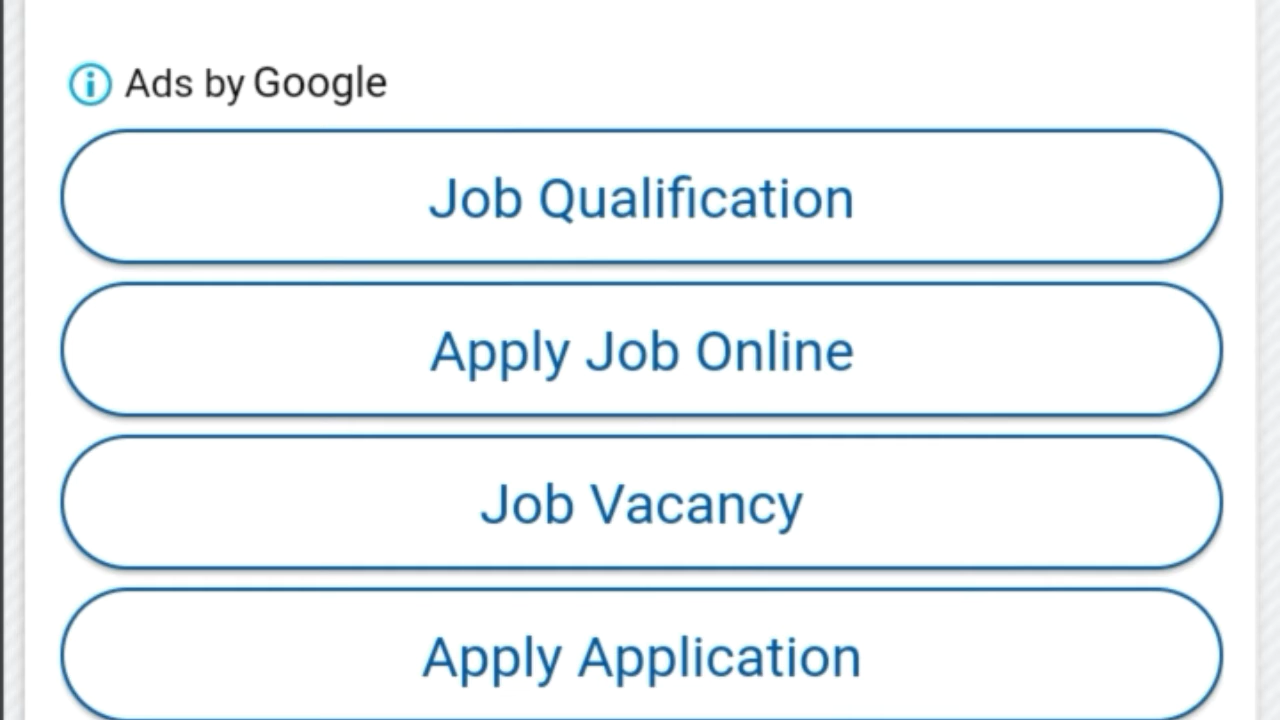 Ads by Google
Job Qualification
Apply Job Online
Job Vacancy
Apply Application